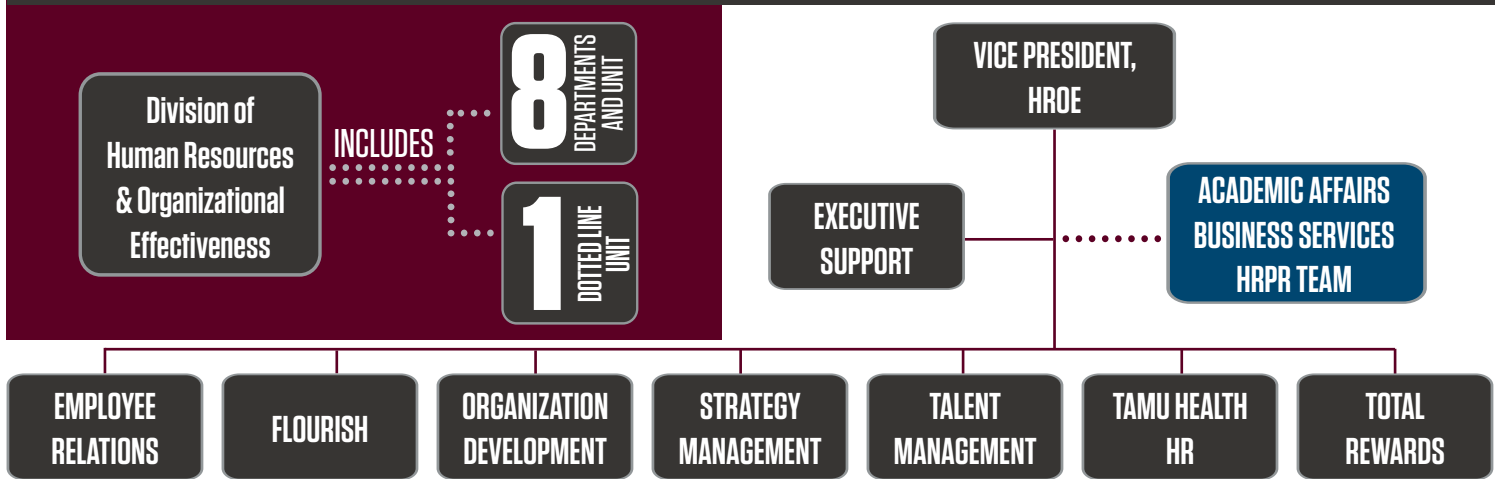 Division of
Human Resources
& Organizational
Effectiveness
INCLUDES
8
DEPARTMENTS
AND UNIT
1
DOTTED LINE
UNIT
VICE PRESIDENT,
HROE
EXECUTIVE
SUPPORT
ACADEMIC AFFAIRS
BUSINESS SERVICES
HRPR TEAM
EMPLOYEE
RELATIONS
FLOURISH
ORGANIZATION
DEVELOPMENT
STRATEGY
MANAGEMENT
TALENT
MANAGEMENT
TAMU HEALTH
HR
TOTAL
REWARDS